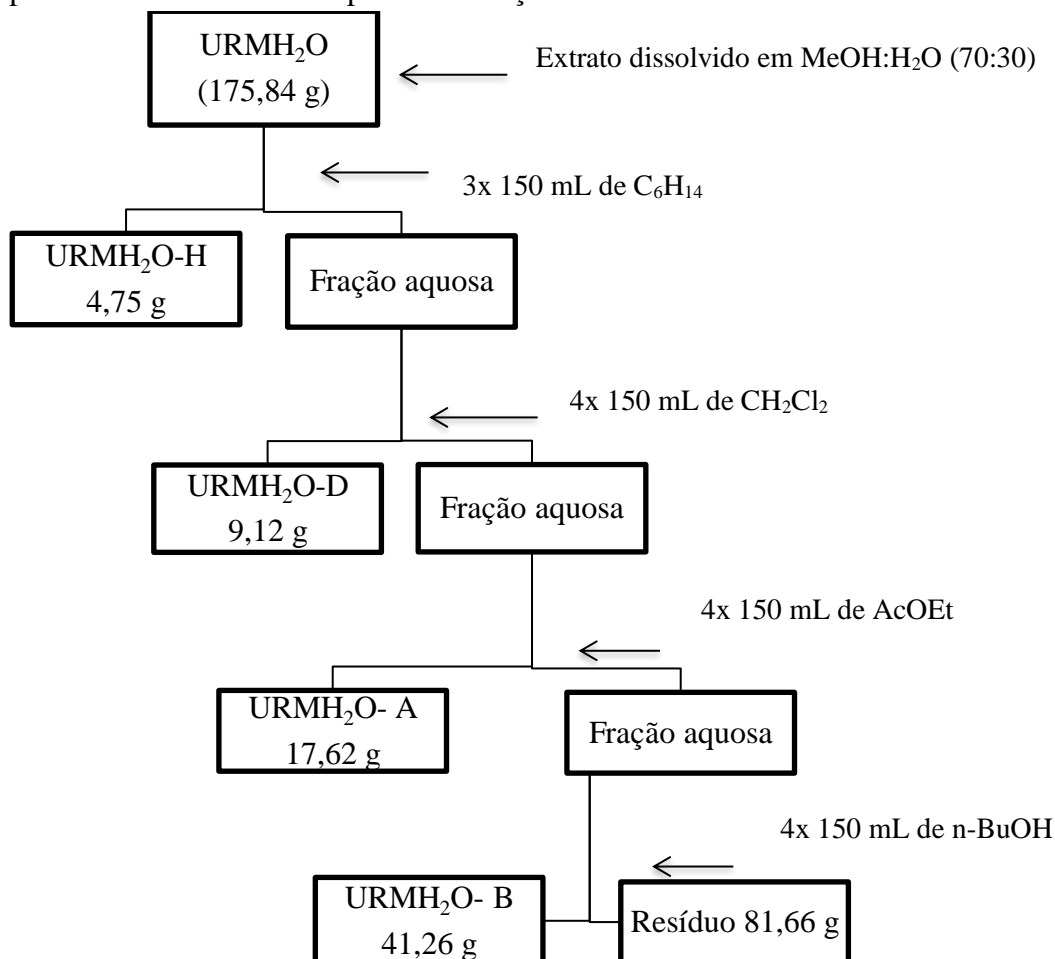 URMH₂O
(175,84 g)
Extrato dissolvido em MeOH:H₂O (70:30)
3x 150 mL de C₆H₁₄
URMH₂O-H
4,75 g
Fração aquosa
4x 150 mL de CH₂Cl₂
URMH₂O-D
9,12 g
Fração aquosa
4x 150 mL de AcOEt
URMH₂O- A
17,62 g
Fração aquosa
4x 150 mL de n-BuOH
URMH₂O- B
41,26 g
Resíduo 81,66 g